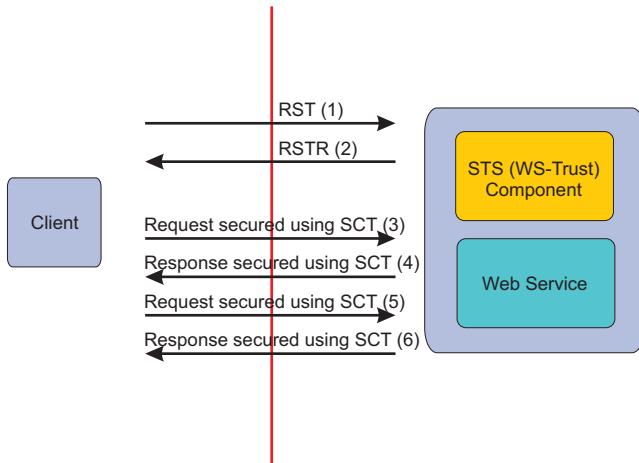 RST (1)
RSTR (2)
STS (WS-Trust)
Component
Client
Request secured using SCT (3)
Response secured using SCT (4)
Web Service
Request secured using SCT (5)
Response secured using SCT (6)